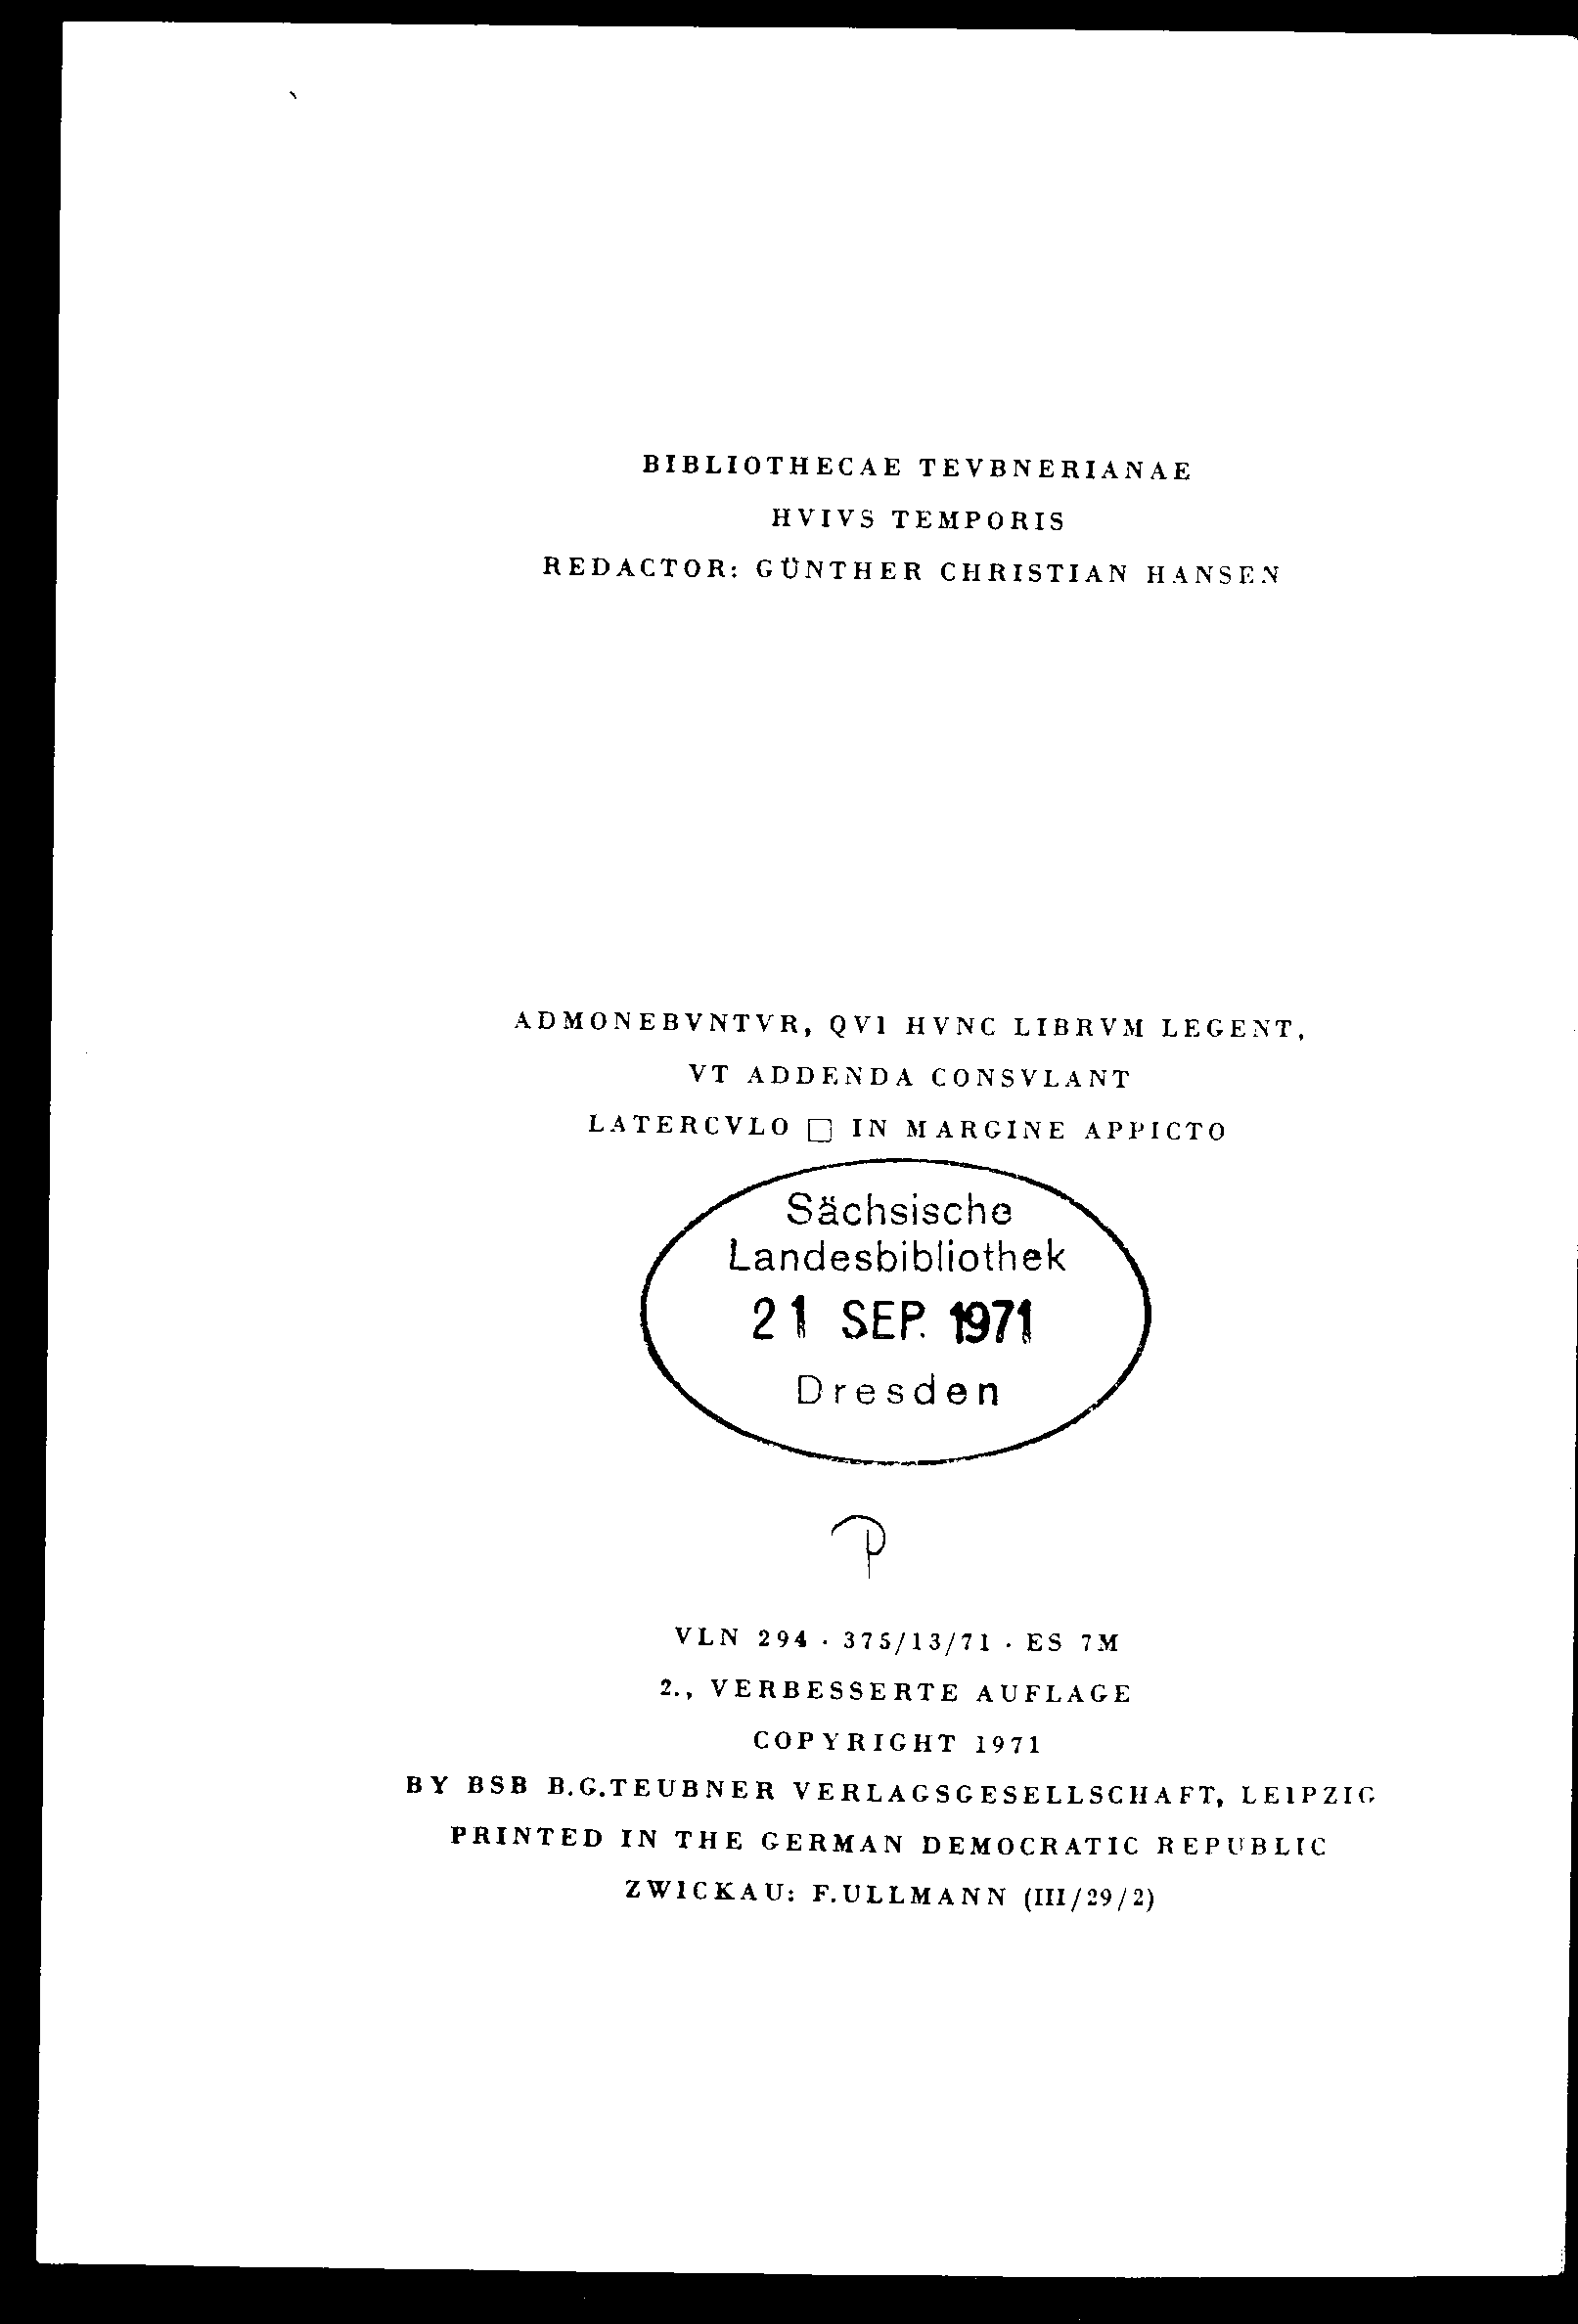 BIBLIOTHECAE TEVBNERIANAE
HVIVS TEMPORIS
REDACTOR: GÜNTHER CHRISTIAN HANSEN
ADMONEBVNTVR, QVI HVNC LIBRVM LEGENT,
VT ADDENDA CONSVLANT
LATERCVLO □ IN MARGINE APPICTO
Sächsische
Landesbibliothek
21 SEP. 1971
Dresden
P
VLN 294 · 375/13/71 · ES 7M
2., VERBESSERTE AUFLAGE
COPYRIGHT 1971
BY BSB B.G.TEUBNER VERLAGSGESELLSCHAFT, LEIPZIG
PRINTED IN THE GERMAN DEMOCRATIC REPUBLIC
ZWICKAU: F.ULLMANN (III/29/2)